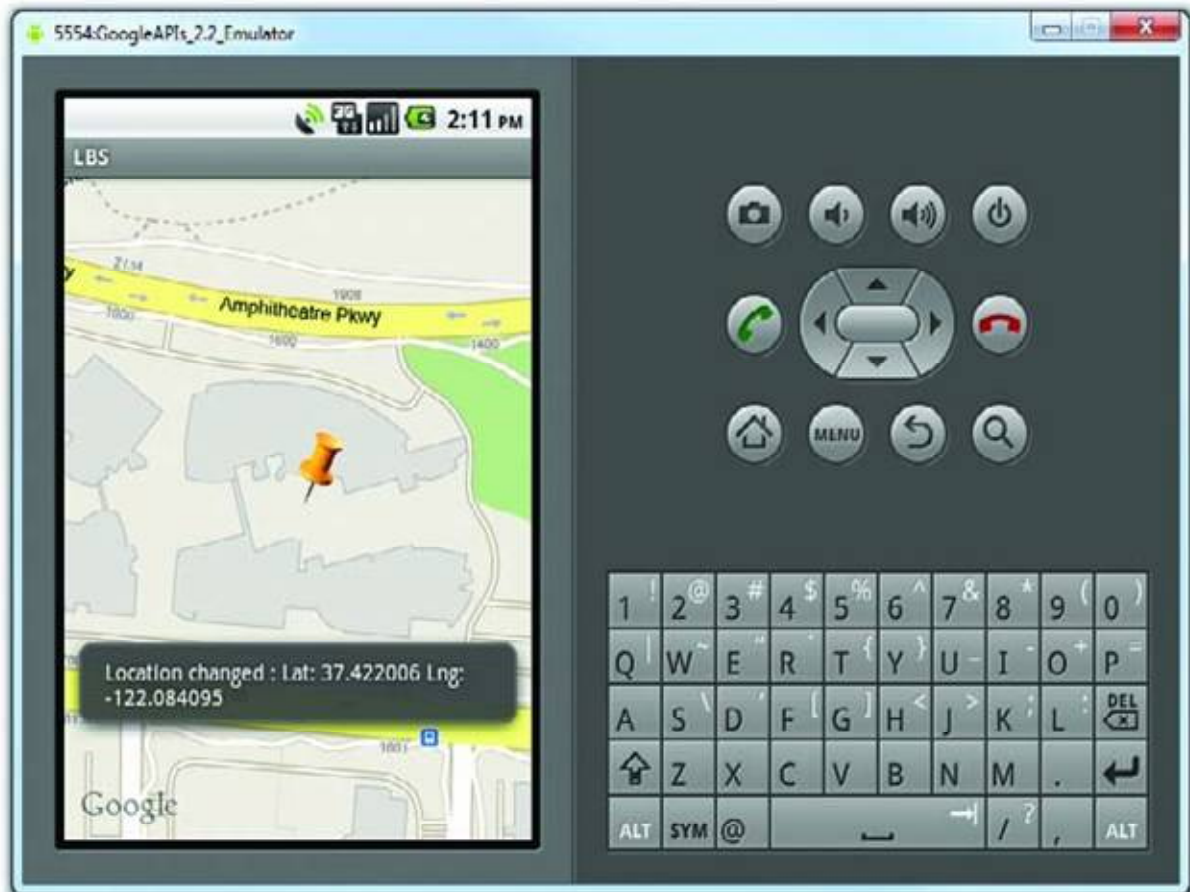 5554:GoogleAPIs_2.2_Emulator
2:11 PM
LBS
1908
Amphitheatre Pkwy
1600
1400
Location changed : Lat: 37.422006 Lng:
-122.084095
Google
MENU
1 ! 2 @ 3 # 4 $ 5 % 6 ^ 7 & 8 * 9 ( 0 )
Q | W ~ E " R ` T { Y } U _ I - O + P =
A S \ D ' F [ G ] H < J > K ; L : DEL
Z X C V B N M .
ALT SYM @ / ? , ALT